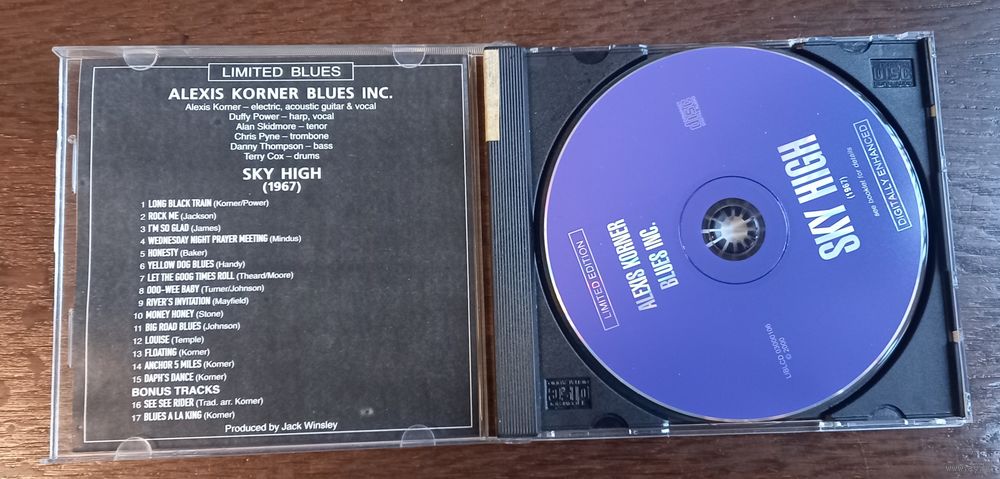 LIMITED BLUES
ALEXIS KORNER BLUES INC.
Alexis Korner – electric, acoustic guitar & vocal
Duffy Power – harp, vocal
Alan Skidmore – tenor
Chris Pyne – trombone
Danny Thompson – bass
Terry Cox – drums
SKY HIGH
(1967)
1 LONG BLACK TRAIN (Korner/Power)
2 ROCK ME (Jackson)
3 I'M SO GLAD (James)
4 WEDNESDAY NIGHT PRAYER MEETING (Mindus)
5 HONESTY (Baker)
6 YELLOW DOG BLUES (Handy)
7 LET THE GOOG TIMES ROLL (Theard/Moore)
8 OOO-WEE BABY (Turner/Johnson)
9 RIVER'S INVITATION (Mayfield)
10 MONEY HONEY (Stone)
11 BIG ROAD BLUES (Johnson)
12 LOUISE (Temple)
13 FLOATING (Korner)
14 ANCHOR 5 MILES (Korner)
15 DAPH'S DANCE (Korner)
BONUS TRACKS
16 SEE SEE RIDER (Trad. arr. Korner)
17 BLUES A LA KING (Korner)
Produced by Jack Winsley
LIMITED EDITION
ALEXIS KORNER
BLUES INC.
SKY HIGH
(1967)
see booklet for details
DIGITALLY ENHANCED
© 2000
disc